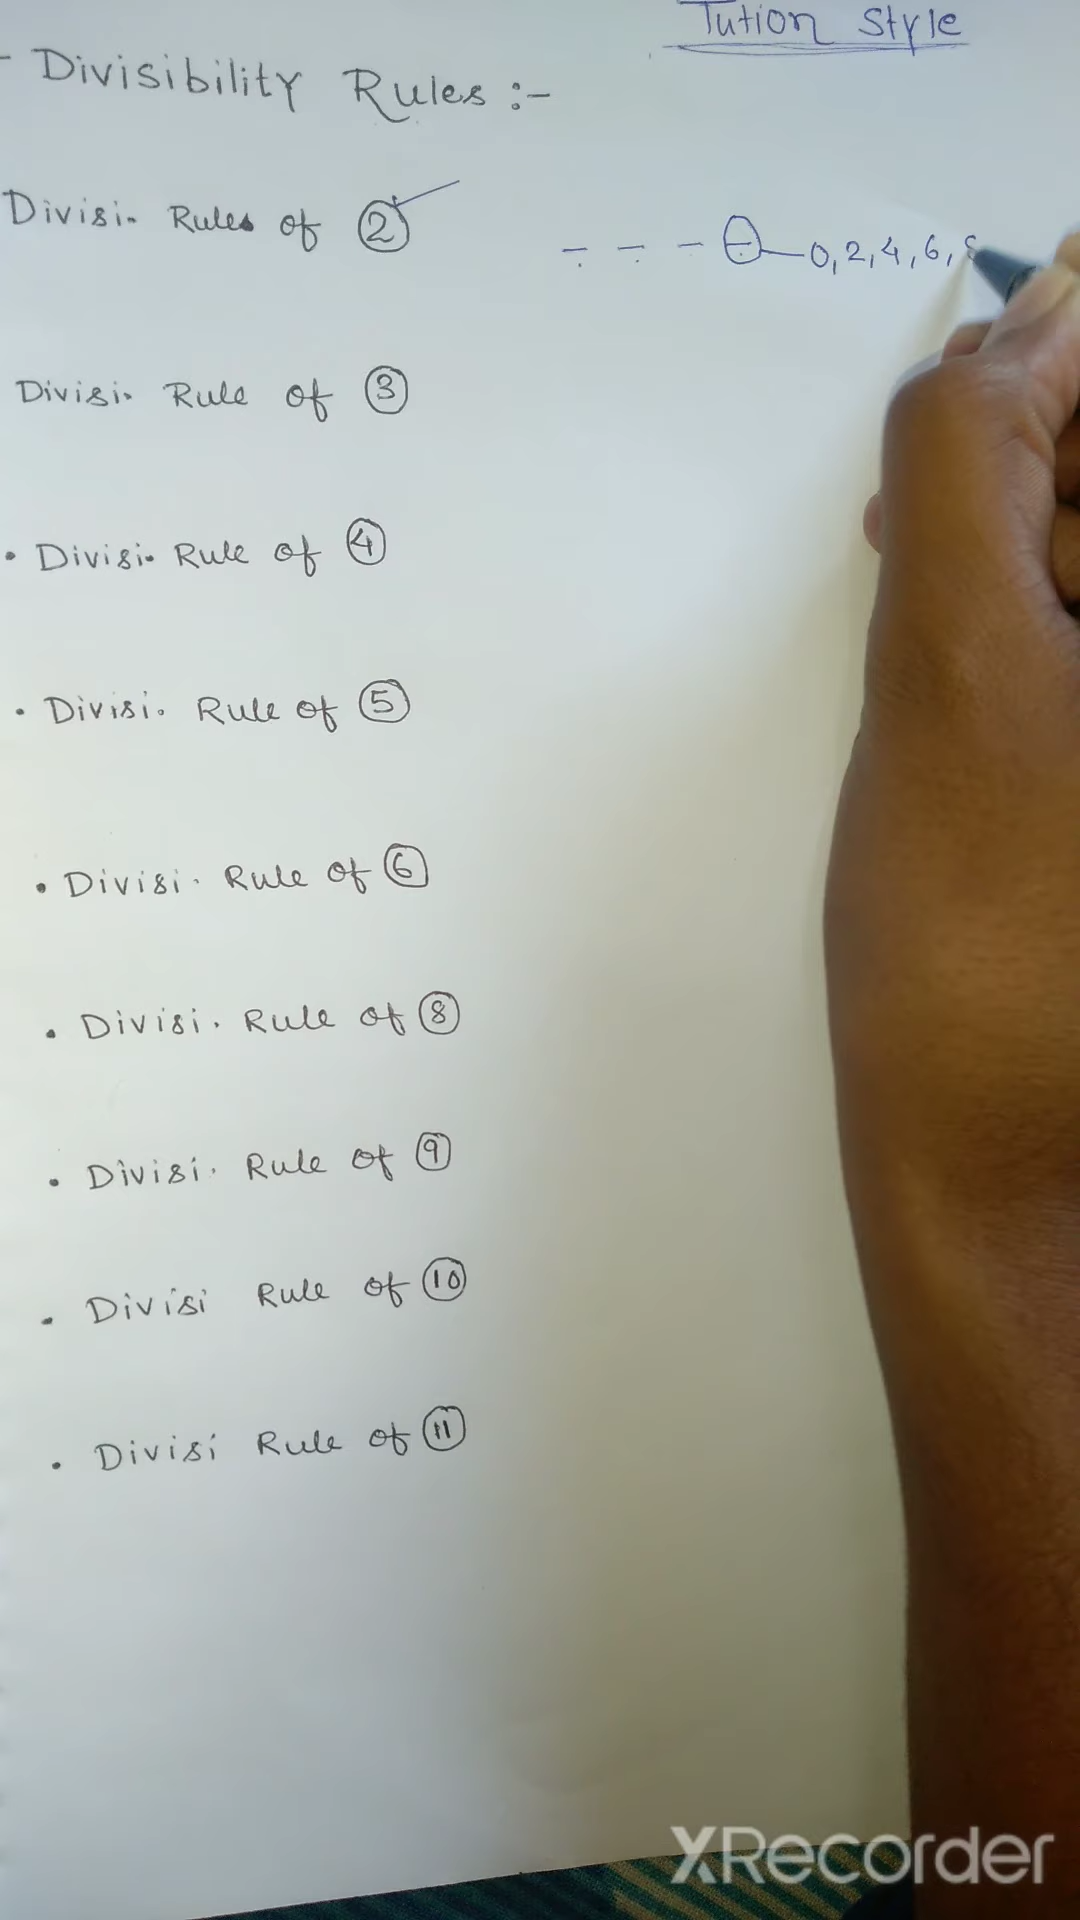 Tution Style
- Divisibility Rules :-
Divisi. Rules of 2
- - - - 0, 2, 4, 6, 8
Divisi. Rule of 3
• Divisi. Rule of 4
• Divisi. Rule of 5
• Divisi. Rule of 6
• Divisi. Rule of 8
• Divisi. Rule of 9
• Divisi Rule of 10
• Divisi Rule of 11
XRecorder